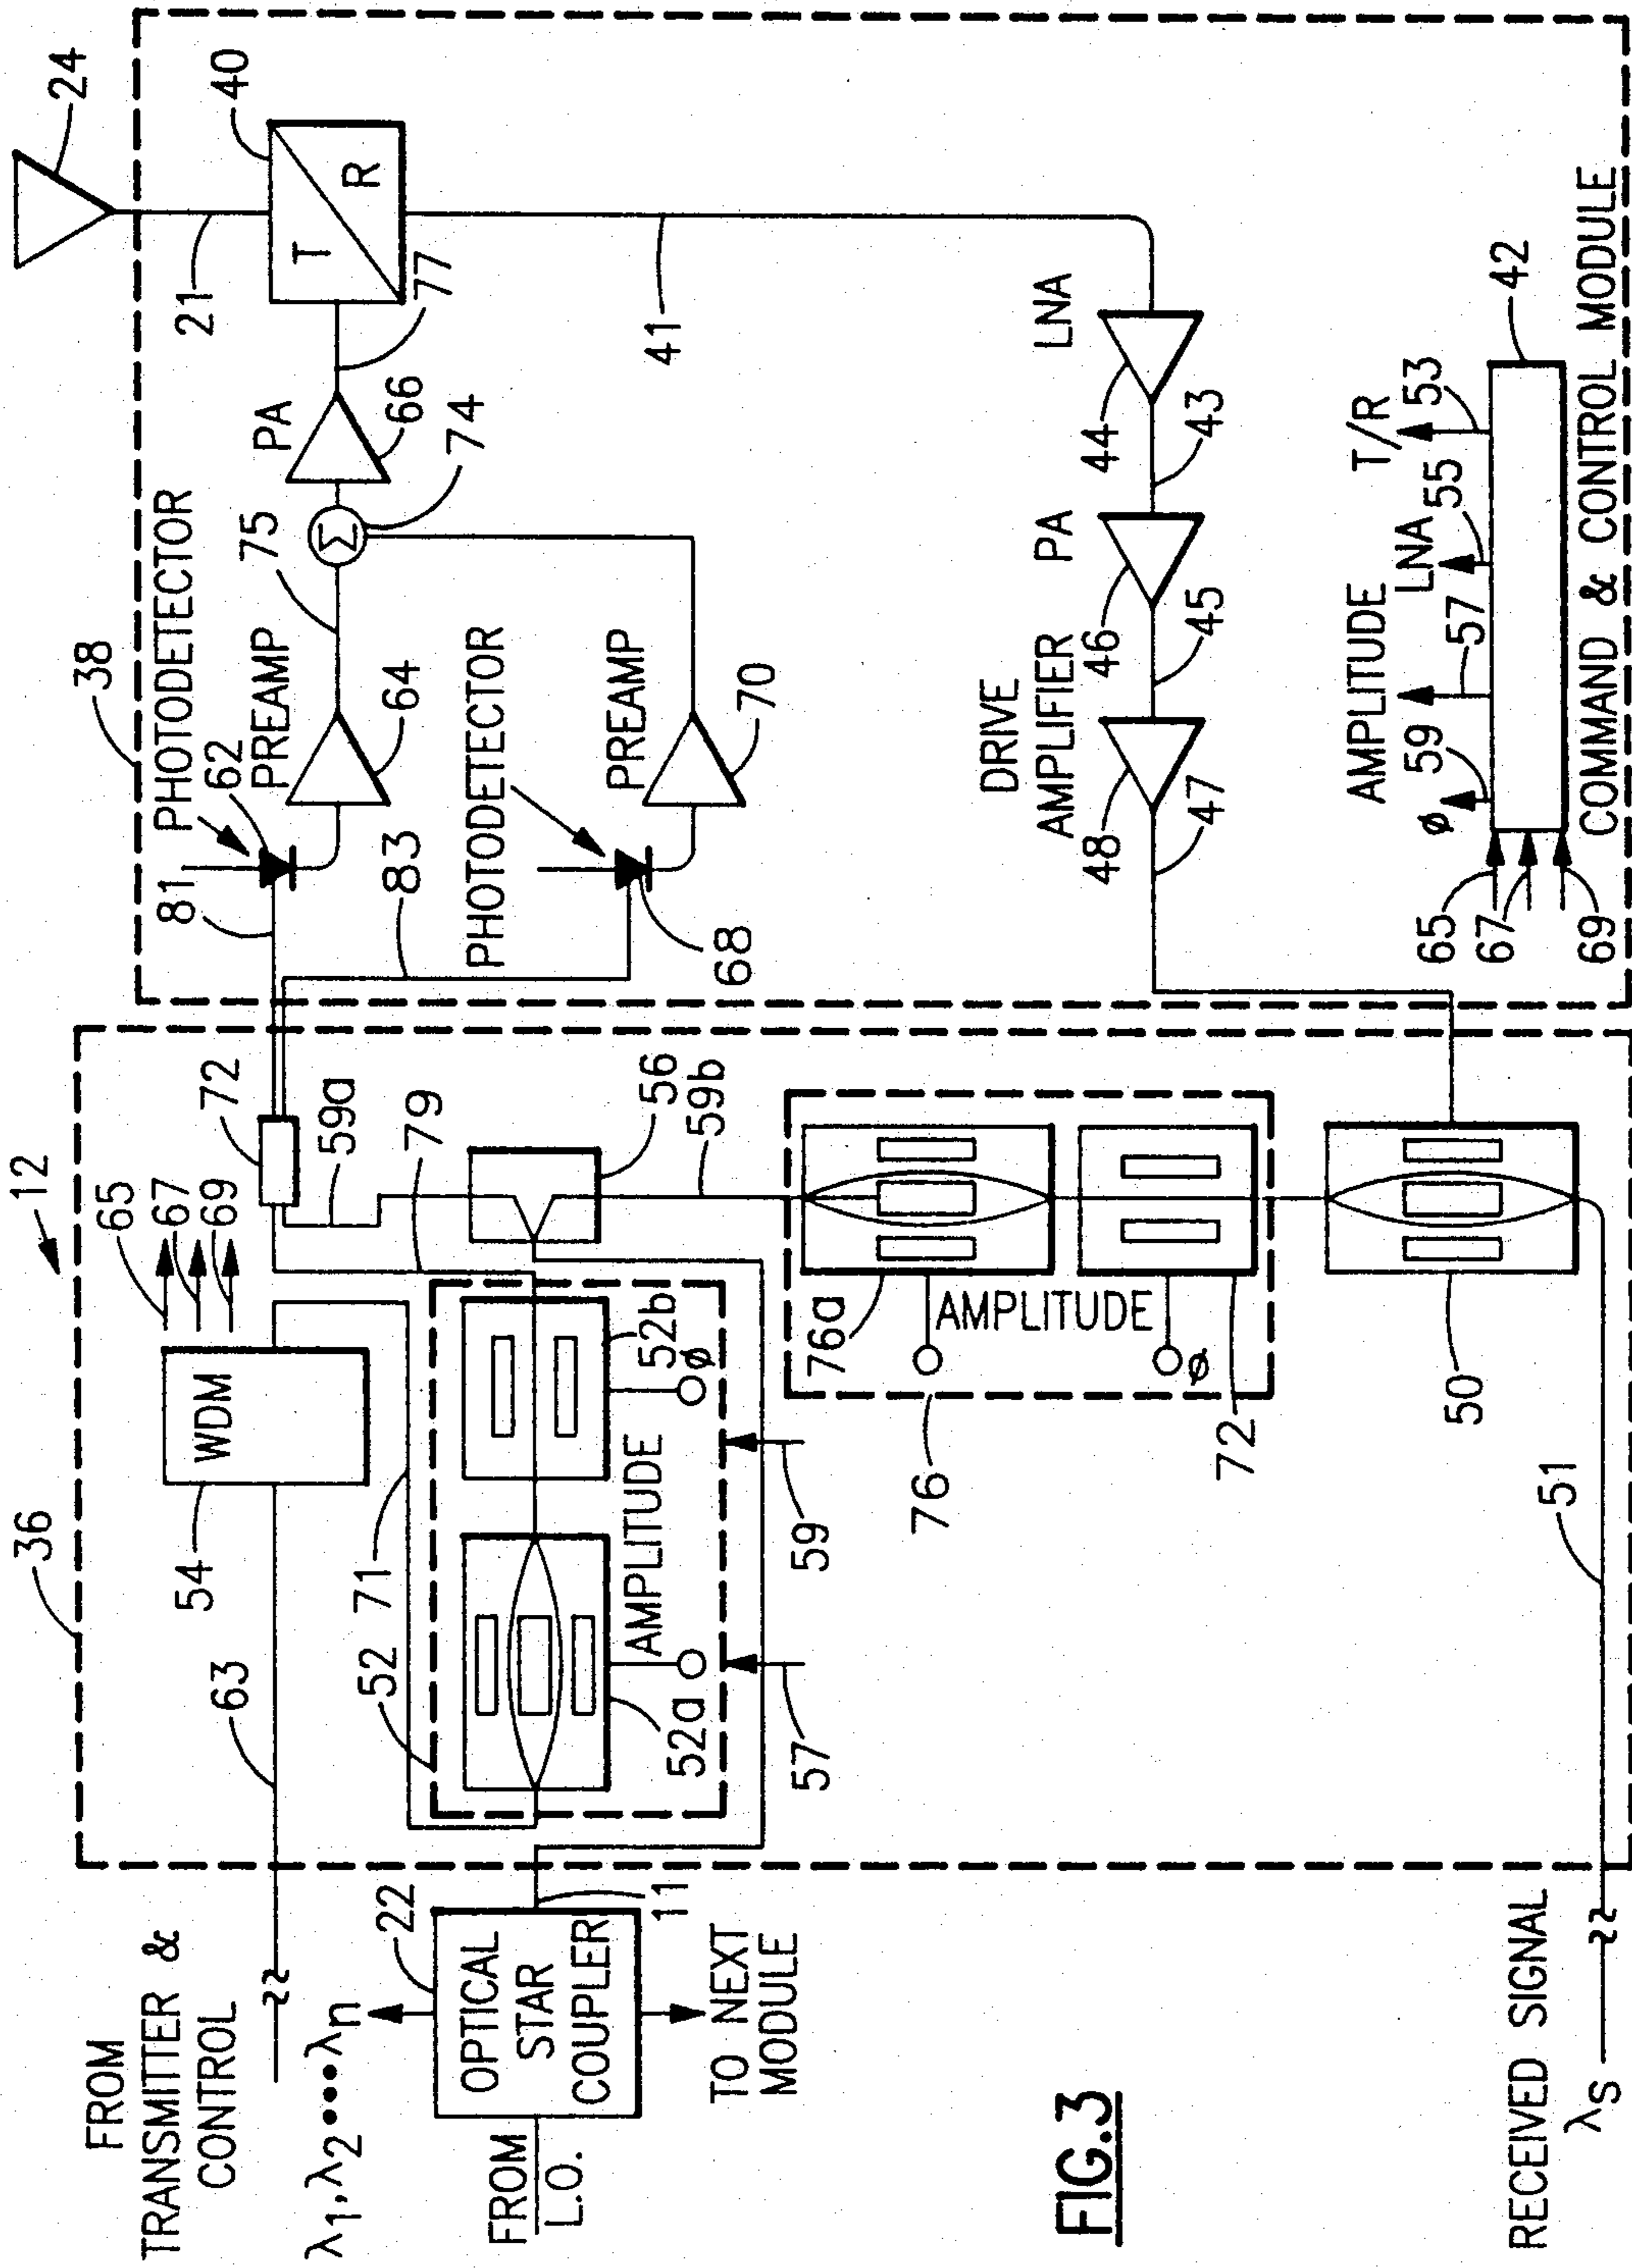 FROM
TRANSMITTER &
CONTROL
λ1,λ2•••λn
FROM
L.O.
OPTICAL
STAR
COUPLER
22
11
TO NEXT
MODULE
FIG.3
RECEIVED SIGNAL
λS
51
36
12
63
54
WDM
65
67
69
72
59a
71
79
52
52a
52b
AMPLITUDE
ø
57
59
56
59b
76a
AMPLITUDE
ø
76
72
50
38
81
PHOTODETECTOR
62
PREAMP
64
83
PHOTODETECTOR
68
PREAMP
70
75
Σ
74
PA
66
77
T
R
40
24
21
41
LNA
44
43
PA
46
45
DRIVE
AMPLIFIER
48
47
ø
59
AMPLITUDE
57
LNA
55
T/R
53
42
65
67
69
COMMAND & CONTROL MODULE